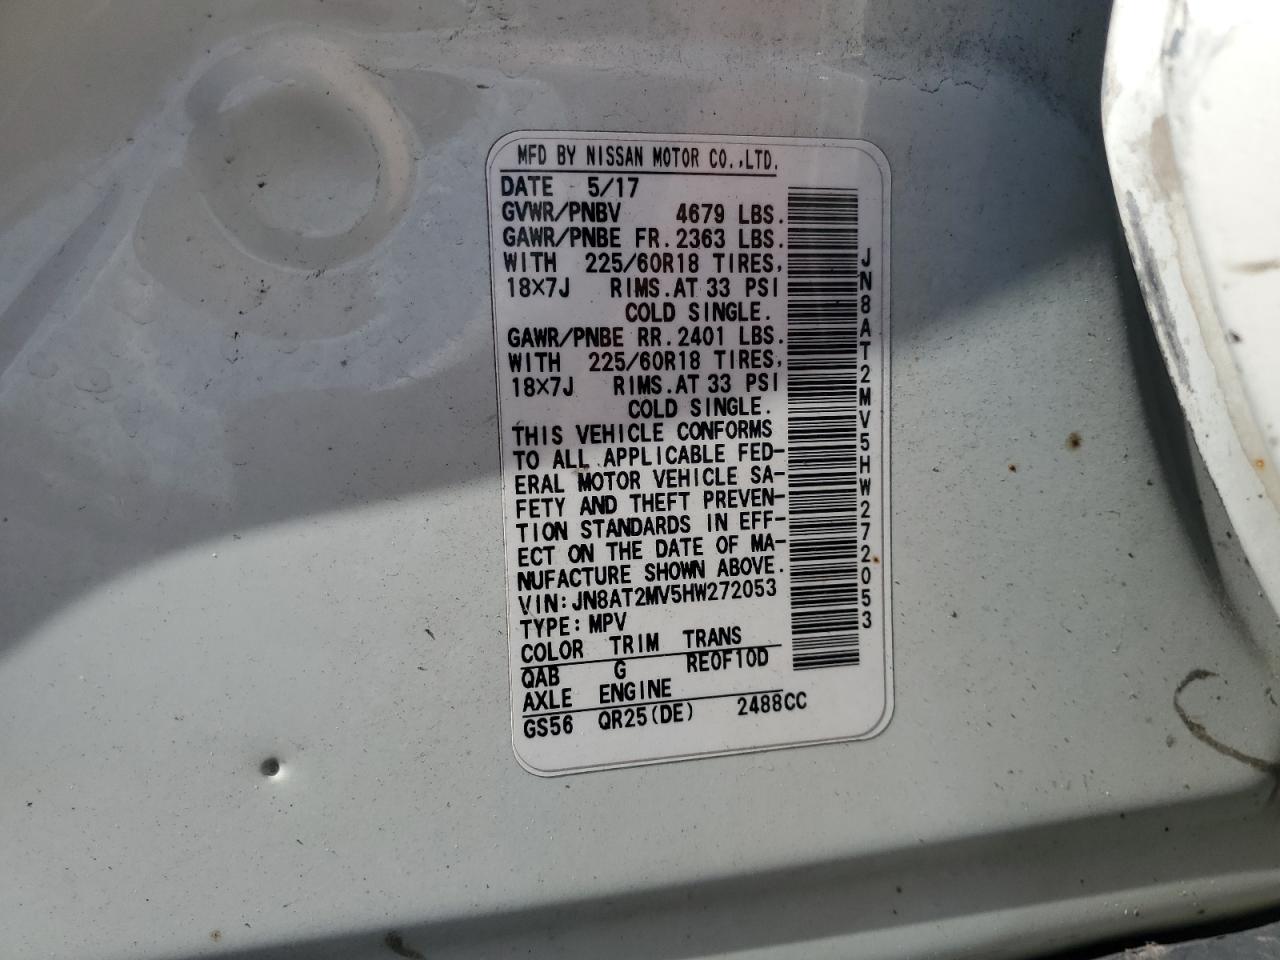 MFD BY NISSAN MOTOR CO.,LTD.
DATE 5/17
GVWR/PNBV 4679 LBS.
GAWR/PNBE FR.2363 LBS.
WITH 225/60R18 TIRES,
18×7J RIMS.AT 33 PSI
COLD SINGLE.
GAWR/PNBE RR.2401 LBS.
WITH 225/60R18 TIRES,
18×7J RIMS.AT 33 PSI
COLD SINGLE.
THIS VEHICLE CONFORMS
TO ALL APPLICABLE FED-
ERAL MOTOR VEHICLE SA-
FETY AND THEFT PREVEN-
TION STANDARDS IN EFF-
ECT ON THE DATE OF MA-
NUFACTURE SHOWN ABOVE.
VIN:JN8AT2MV5HW272053
TYPE:MPV
COLOR TRIM TRANS
QAB G RE0F10D
AXLE ENGINE
GS56 QR25(DE) 2488CC
JN8AT2MV5HW272053